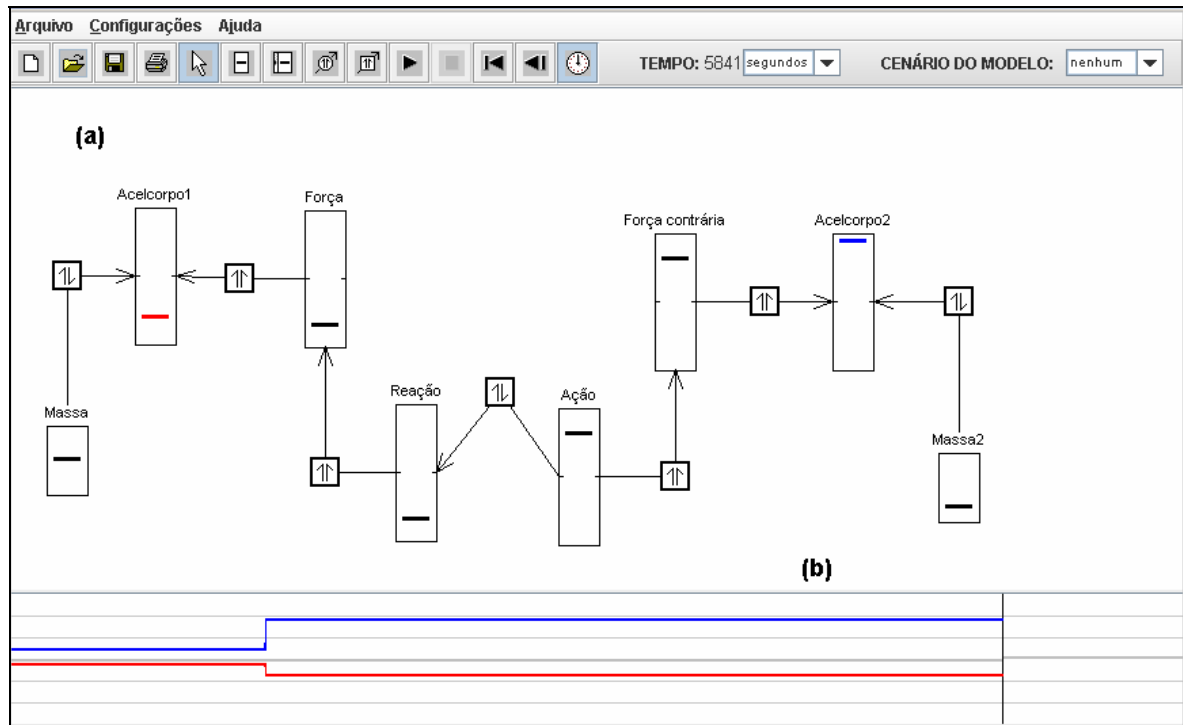 Arquivo Configurações Ajuda
TEMPO: 5841 segundos CENÁRIO DO MODELO: nenhum
(a)
Acelcorpo1 Força
Força contrária Acelcorpo2
Massa Reação Ação
Massa2
(b)